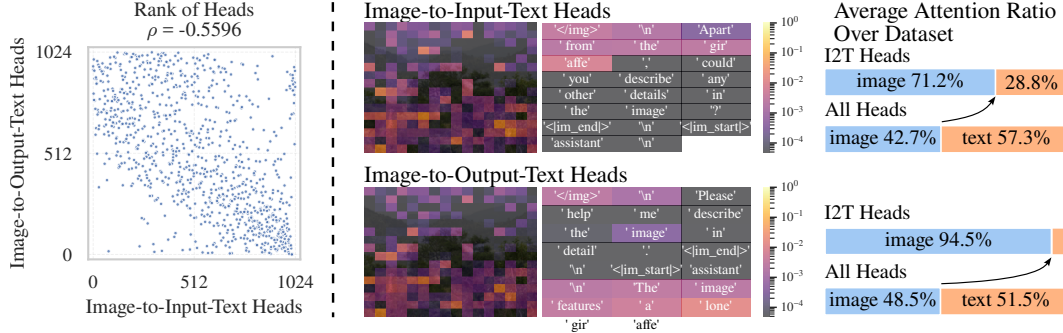 Rank of Heads
ρ = -0.5596
Image-to-Output-Text Heads
1024
512
0
0 512 1024
Image-to-Input-Text Heads
Image-to-Input-Text Heads
'</img>' '\n' 'Apart'
' from' ' the' ' gir'
'affe' ',' ' could'
' you' ' describe' ' any'
' other' ' details' ' in'
' the' ' image' '?'
'<|im_end|>' '\n' '<|im_start|>'
'assistant' '\n'
10⁰
10⁻¹
10⁻²
10⁻³
10⁻⁴
Image-to-Output-Text Heads
'</img>' '\n' 'Please'
' help' ' me' ' describe'
' the' ' image' ' in'
' detail' '.' '<|im_end|>'
'\n' '<|im_start|>' 'assistant'
'\n' 'The' ' image'
' features' ' a' ' lone'
' gir' 'affe'
10⁰
10⁻¹
10⁻²
10⁻³
10⁻⁴
Average Attention Ratio
Over Dataset
I2T Heads
image 71.2% 28.8%
All Heads
image 42.7% text 57.3%
I2T Heads
image 94.5%
All Heads
image 48.5% text 51.5%